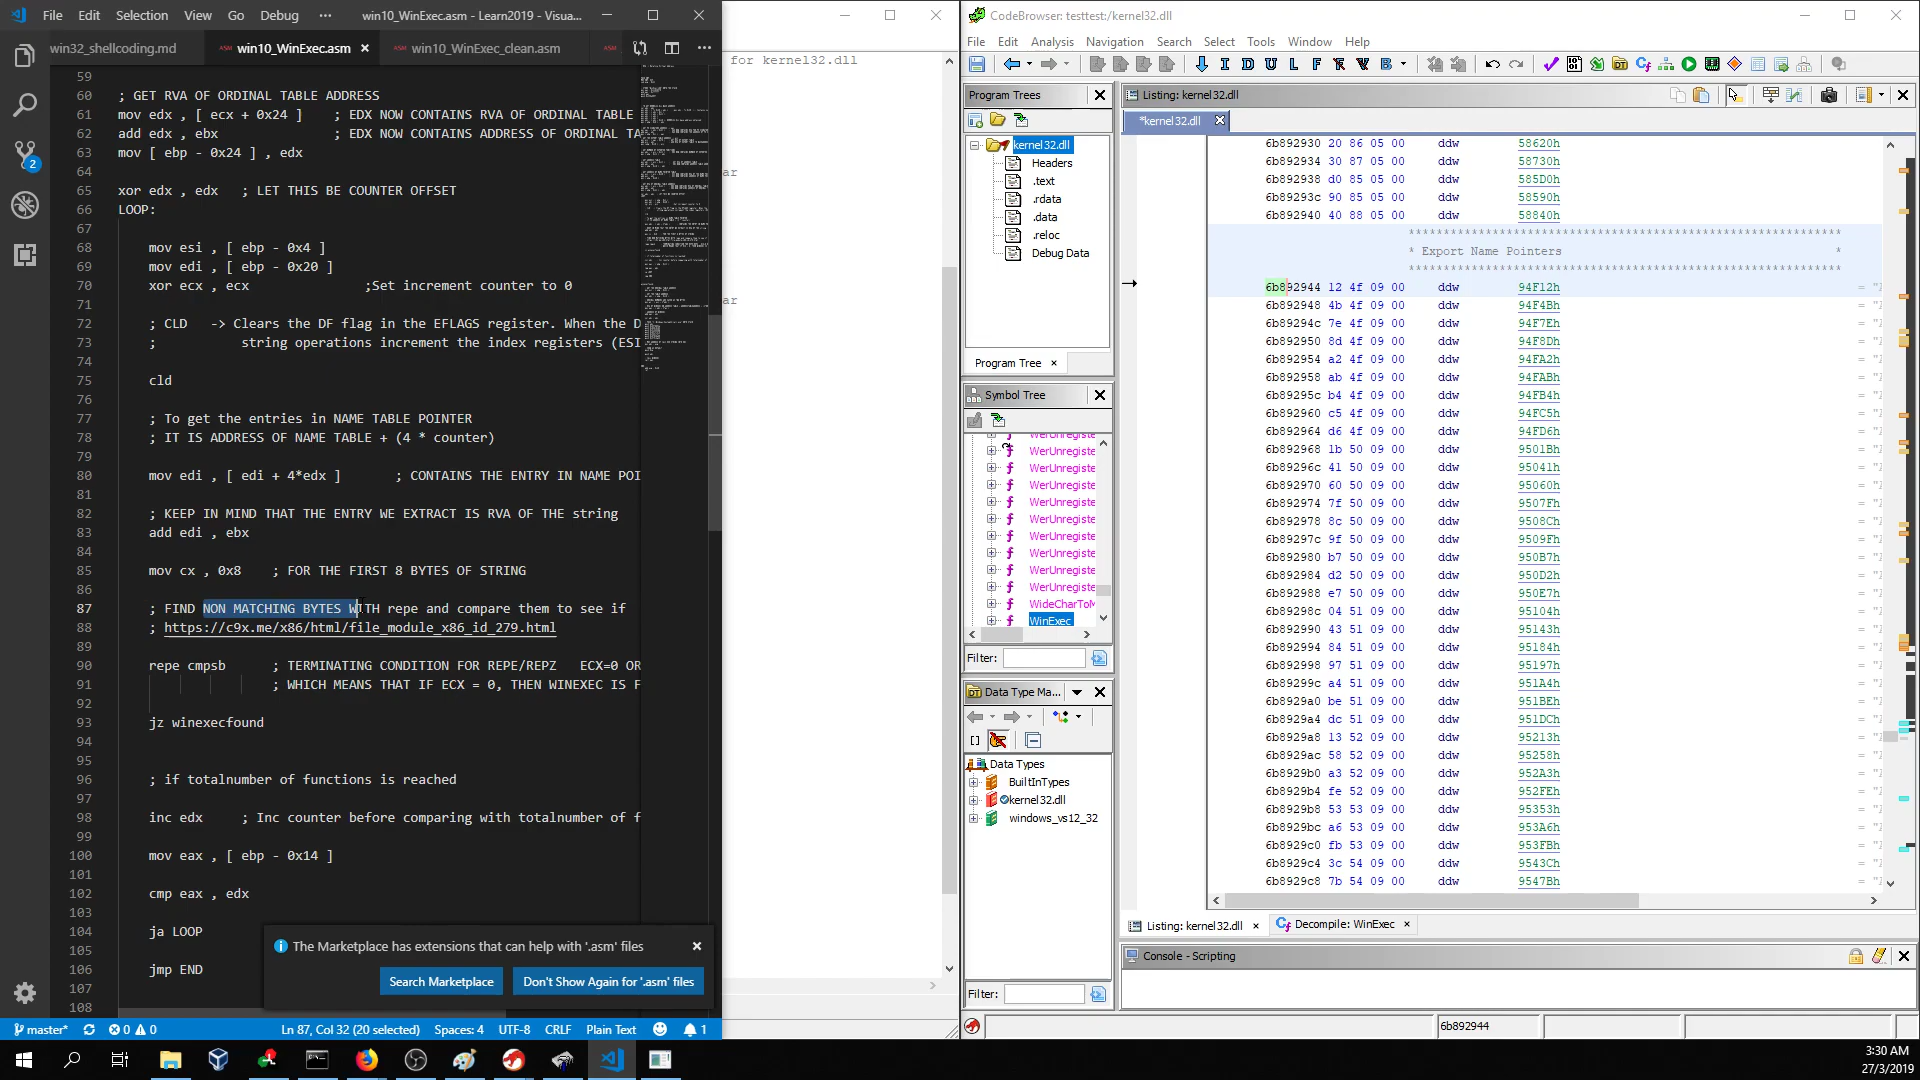 File Edit Selection View Go Debug ··· win10_WinExec.asm - Learn2019 - Visua...
win32_shellcoding.md
ASM win10_WinExec.asm
ASM win10_WinExec_clean.asm
ASM
59
60 ; GET RVA OF ORDINAL TABLE ADDRESS
61 mov edx , [ ecx + 0x24 ] ; EDX NOW CONTAINS RVA OF ORDINAL TABLE
62 add edx , ebx ; EDX NOW CONTAINS ADDRESS OF ORDINAL TA
63 mov [ ebp - 0x24 ] , edx
64
65 xor edx , edx ; LET THIS BE COUNTER OFFSET
66 LOOP:
67
68 mov esi , [ ebp - 0x4 ]
69 mov edi , [ ebp - 0x20 ]
70 xor ecx , ecx ;Set increment counter to 0
71
72 ; CLD -> Clears the DF flag in the EFLAGS register. When the D
73 ; string operations increment the index registers (ESI
74
75 cld
76
77 ; To get the entries in NAME TABLE POINTER
78 ; IT IS ADDRESS OF NAME TABLE + (4 * counter)
79
80 mov edi , [ edi + 4*edx ] ; CONTAINS THE ENTRY IN NAME POI
81
82 ; KEEP IN MIND THAT THE ENTRY WE EXTRACT IS RVA OF THE string
83 add edi , ebx
84
85 mov cx , 0x8 ; FOR THE FIRST 8 BYTES OF STRING
86
87 ; FIND NON MATCHING BYTES WITH repe and compare them to see if
88 ; https://c9x.me/x86/html/file_module_x86_id_279.html
89
90 repe cmpsb ; TERMINATING CONDITION FOR REPE/REPZ ECX=0 OR
91 ; WHICH MEANS THAT IF ECX = 0, THEN WINEXEC IS F
92
93 jz winexecfound
94
95
96 ; if totalnumber of functions is reached
97
98 inc edx ; Inc counter before comparing with totalnumber of f
99
100 mov eax , [ ebp - 0x14 ]
101
102 cmp eax , edx
103
104 ja LOOP
105
106 jmp END
107
108
The Marketplace has extensions that can help with '.asm' files
Search Marketplace
Don't Show Again for '.asm' files
2
master*
0 0
Ln 87, Col 32 (20 selected)
Spaces: 4
UTF-8
CRLF
Plain Text
1
for kernel32.dll
ar
ar
CodeBrowser: testtest:/kernel32.dll
File Edit Analysis Navigation Search Select Tools Window Help
I D U L F B
Program Trees
kernel32.dll
Headers
.text
.rdata
.data
.reloc
Debug Data
Program Tree
Symbol Tree
WerUnregiste
WerUnregiste
WerUnregiste
WerUnregiste
WerUnregiste
WerUnregiste
WerUnregiste
WerUnregiste
WerUnregiste
WerUnregiste
WideCharToM
WinExec
Filter:
Data Type Ma...
Data Types
BuiltInTypes
kernel32.dll
windows_vs12_32
Filter:
Listing: kernel32.dll
*kernel32.dll
6b892930 20 86 05 00 ddw 58620h
6b892934 30 87 05 00 ddw 58730h
6b892938 d0 85 05 00 ddw 585D0h
6b89293c 90 85 05 00 ddw 58590h
6b892940 40 88 05 00 ddw 58840h
* Export Name Pointers *
6b892944 12 4f 09 00 ddw 94F12h
6b892948 4b 4f 09 00 ddw 94F4Bh
6b89294c 7e 4f 09 00 ddw 94F7Eh
6b892950 8d 4f 09 00 ddw 94F8Dh
6b892954 a2 4f 09 00 ddw 94FA2h
6b892958 ab 4f 09 00 ddw 94FABh
6b89295c b4 4f 09 00 ddw 94FB4h
6b892960 c5 4f 09 00 ddw 94FC5h
6b892964 d6 4f 09 00 ddw 94FD6h
6b892968 1b 50 09 00 ddw 9501Bh
6b89296c 41 50 09 00 ddw 95041h
6b892970 60 50 09 00 ddw 95060h
6b892974 7f 50 09 00 ddw 9507Fh
6b892978 8c 50 09 00 ddw 9508Ch
6b89297c 9f 50 09 00 ddw 9509Fh
6b892980 b7 50 09 00 ddw 950B7h
6b892984 d2 50 09 00 ddw 950D2h
6b892988 e7 50 09 00 ddw 950E7h
6b89298c 04 51 09 00 ddw 95104h
6b892990 43 51 09 00 ddw 95143h
6b892994 84 51 09 00 ddw 95184h
6b892998 97 51 09 00 ddw 95197h
6b89299c a4 51 09 00 ddw 951A4h
6b8929a0 be 51 09 00 ddw 951BEh
6b8929a4 dc 51 09 00 ddw 951DCh
6b8929a8 13 52 09 00 ddw 95213h
6b8929ac 58 52 09 00 ddw 95258h
6b8929b0 a3 52 09 00 ddw 952A3h
6b8929b4 fe 52 09 00 ddw 952FEh
6b8929b8 53 53 09 00 ddw 95353h
6b8929bc a6 53 09 00 ddw 953A6h
6b8929c0 fb 53 09 00 ddw 953FBh
6b8929c4 3c 54 09 00 ddw 9543Ch
6b8929c8 7b 54 09 00 ddw 9547Bh
Listing: kernel32.dll
Decompile: WinExec
Console - Scripting
6b892944
3:30 AM
27/3/2019